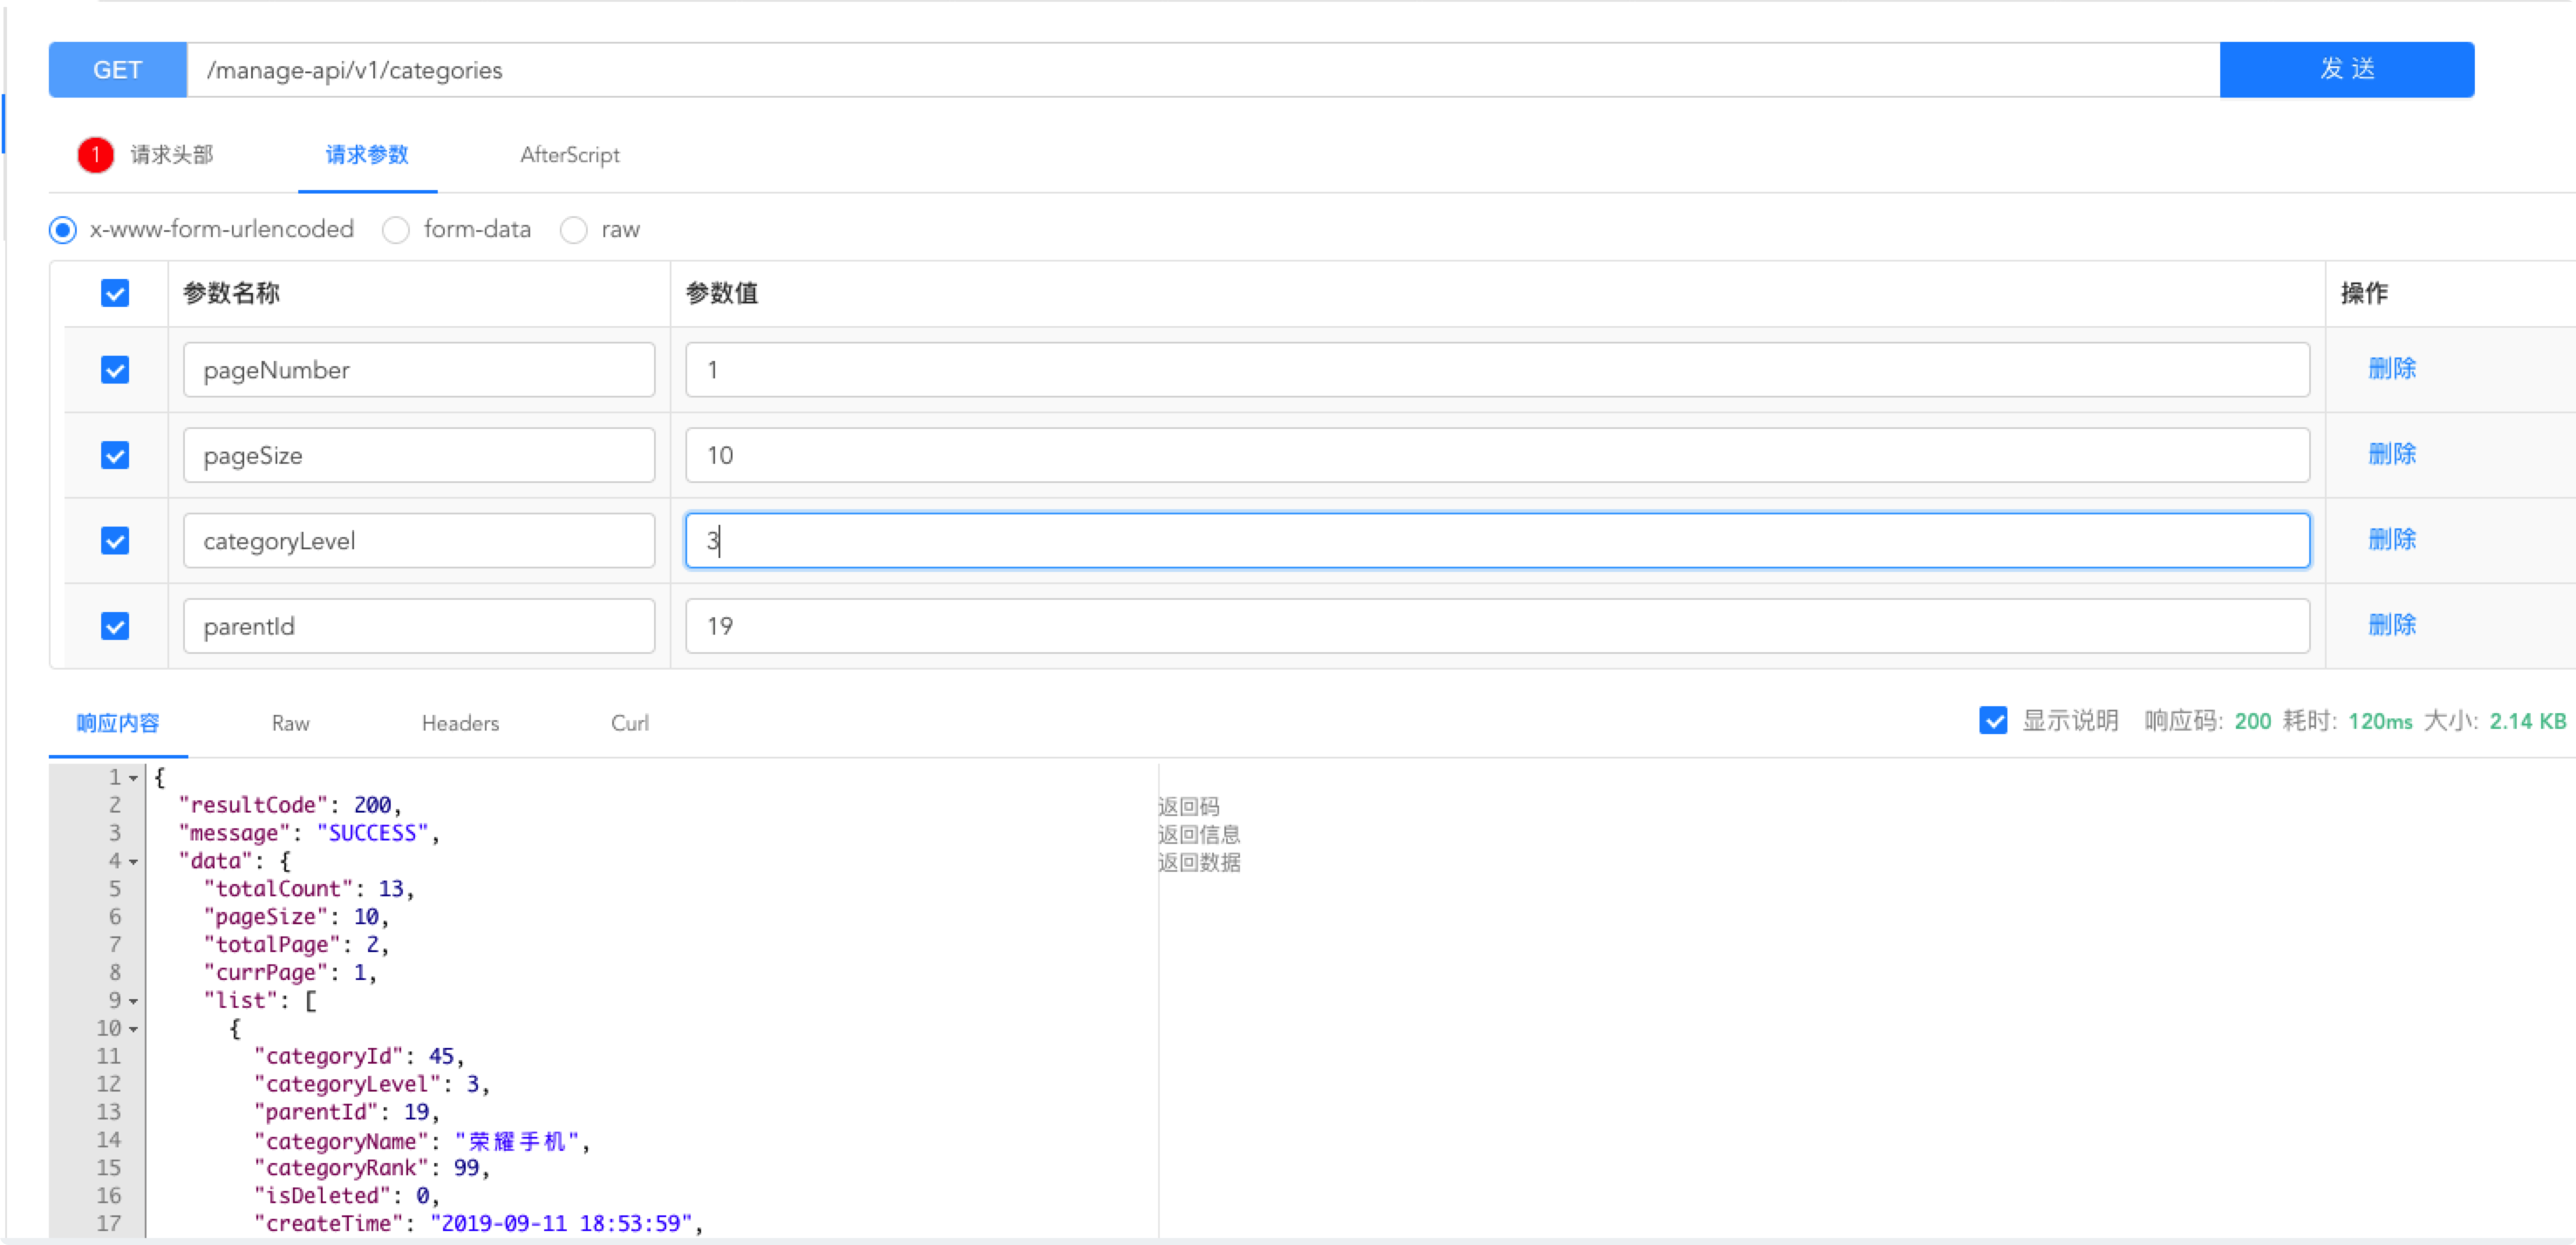 GET /manage-api/v1/categories 发 送
1 请求头部 请求参数 AfterScript
x-www-form-urlencoded form-data raw
参数名称 参数值 操作
pageNumber 1 删除
pageSize 10 删除
categoryLevel 3 删除
parentId 19 删除
响应内容 Raw Headers Curl 显示说明 响应码: 200 耗时: 120ms 大小: 2.14 KB
1 {
2 "resultCode": 200, 返回码
3 "message": "SUCCESS", 返回信息
4 "data": { 返回数据
5 "totalCount": 13,
6 "pageSize": 10,
7 "totalPage": 2,
8 "currPage": 1,
9 "list": [
10 {
11 "categoryId": 45,
12 "categoryLevel": 3,
13 "parentId": 19,
14 "categoryName": "荣耀手机",
15 "categoryRank": 99,
16 "isDeleted": 0,
17 "createTime": "2019-09-11 18:53:59",